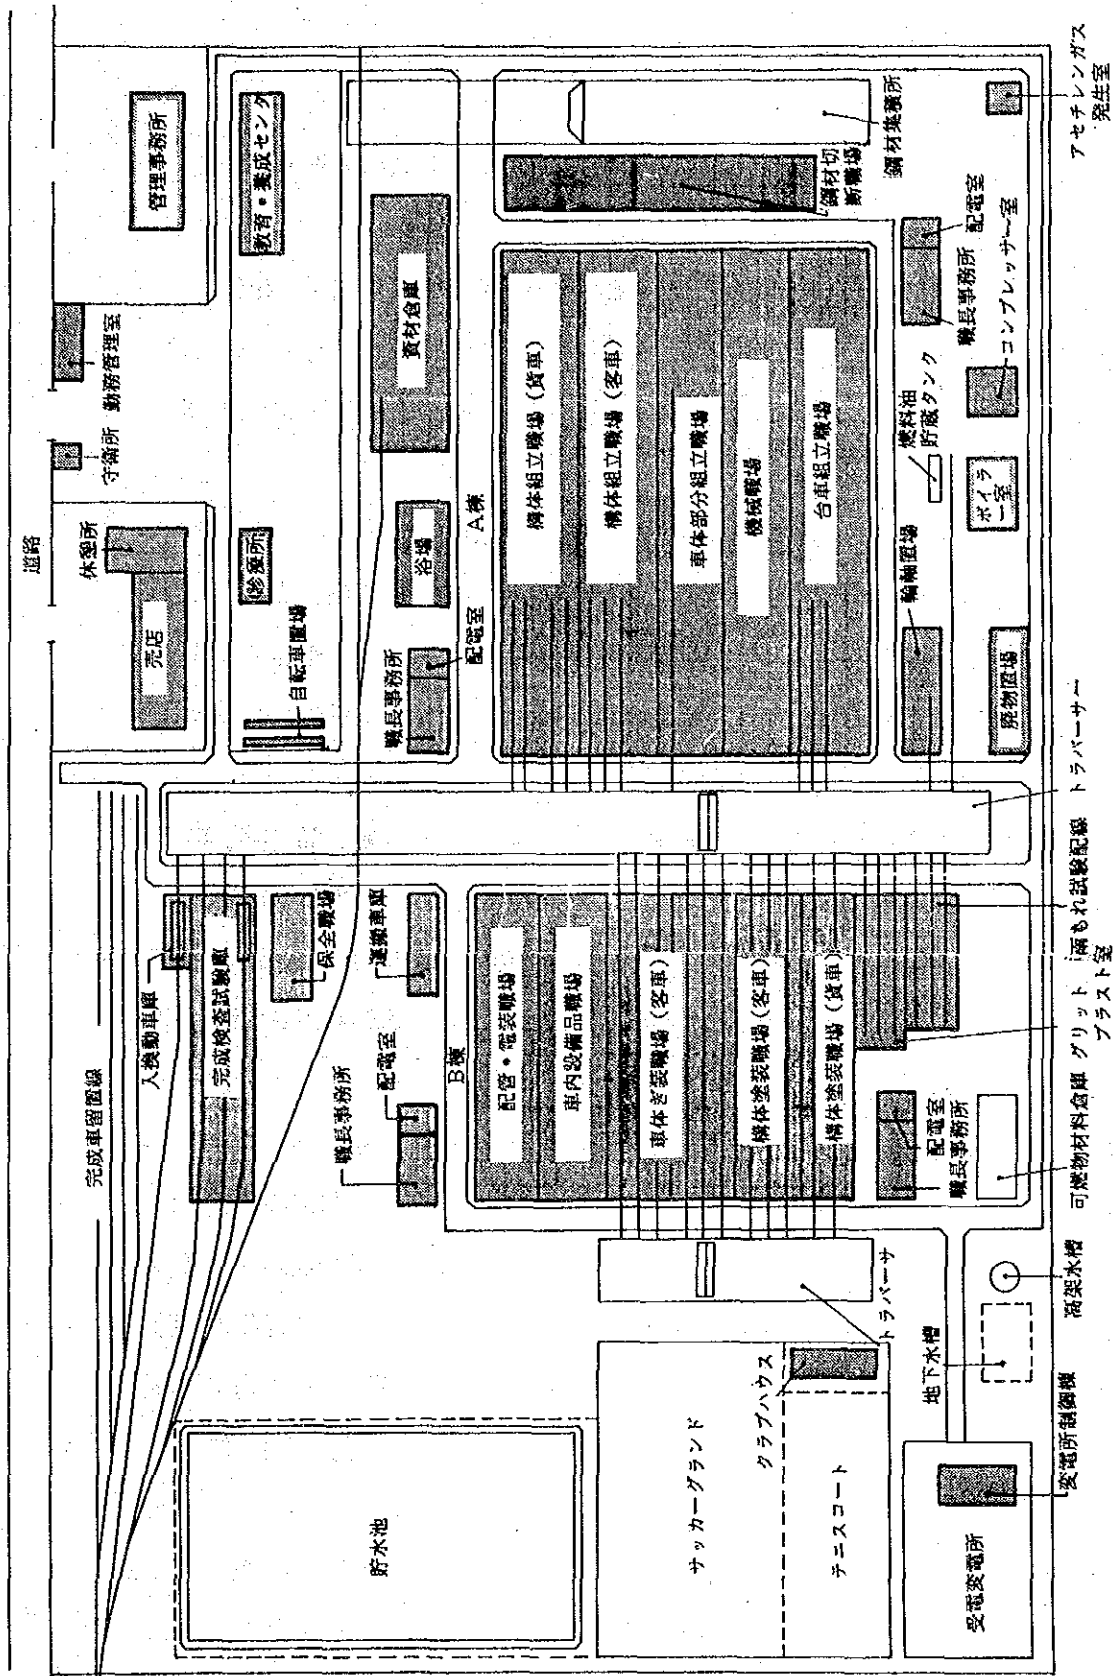 道路
完成車留置線
売店
休憩所
守衛所
勤務管理室
管理事務所
入換動車庫
完成検査試験庫
保全職場
自転車置場
診療所
教育・養成センタ
職長事務所
配電室
運搬車庫
職長事務所
配電室
浴場
資材倉庫
B棟
A棟
貯水池
配管・電装職場
車内設備品職場
車体ぎ装職場(客車)
構体塗装職場(客車)
構体塗装職場(貨車)
構体組立職場(貨車)
構体組立職場(客車)
車体部分組立職場
機械職場
台車組立職場
鋼材切
断職場
鋼材集積所
サッカーグランド
クラブハウス
テニスコート
トラバーサ
配電室
職長事務所
輪軸置場
燃料油
貯蔵タンク
職長事務所
配電室
地下水槽
受電変電所
廃物置場
ボイラ
ー室
コンプレッサー室
変電所制御棟
高架水槽
可燃物材料倉庫
グリット
ブラスト室
雨もれ試験配線
トラバーサー
アセチレンガス
発生室